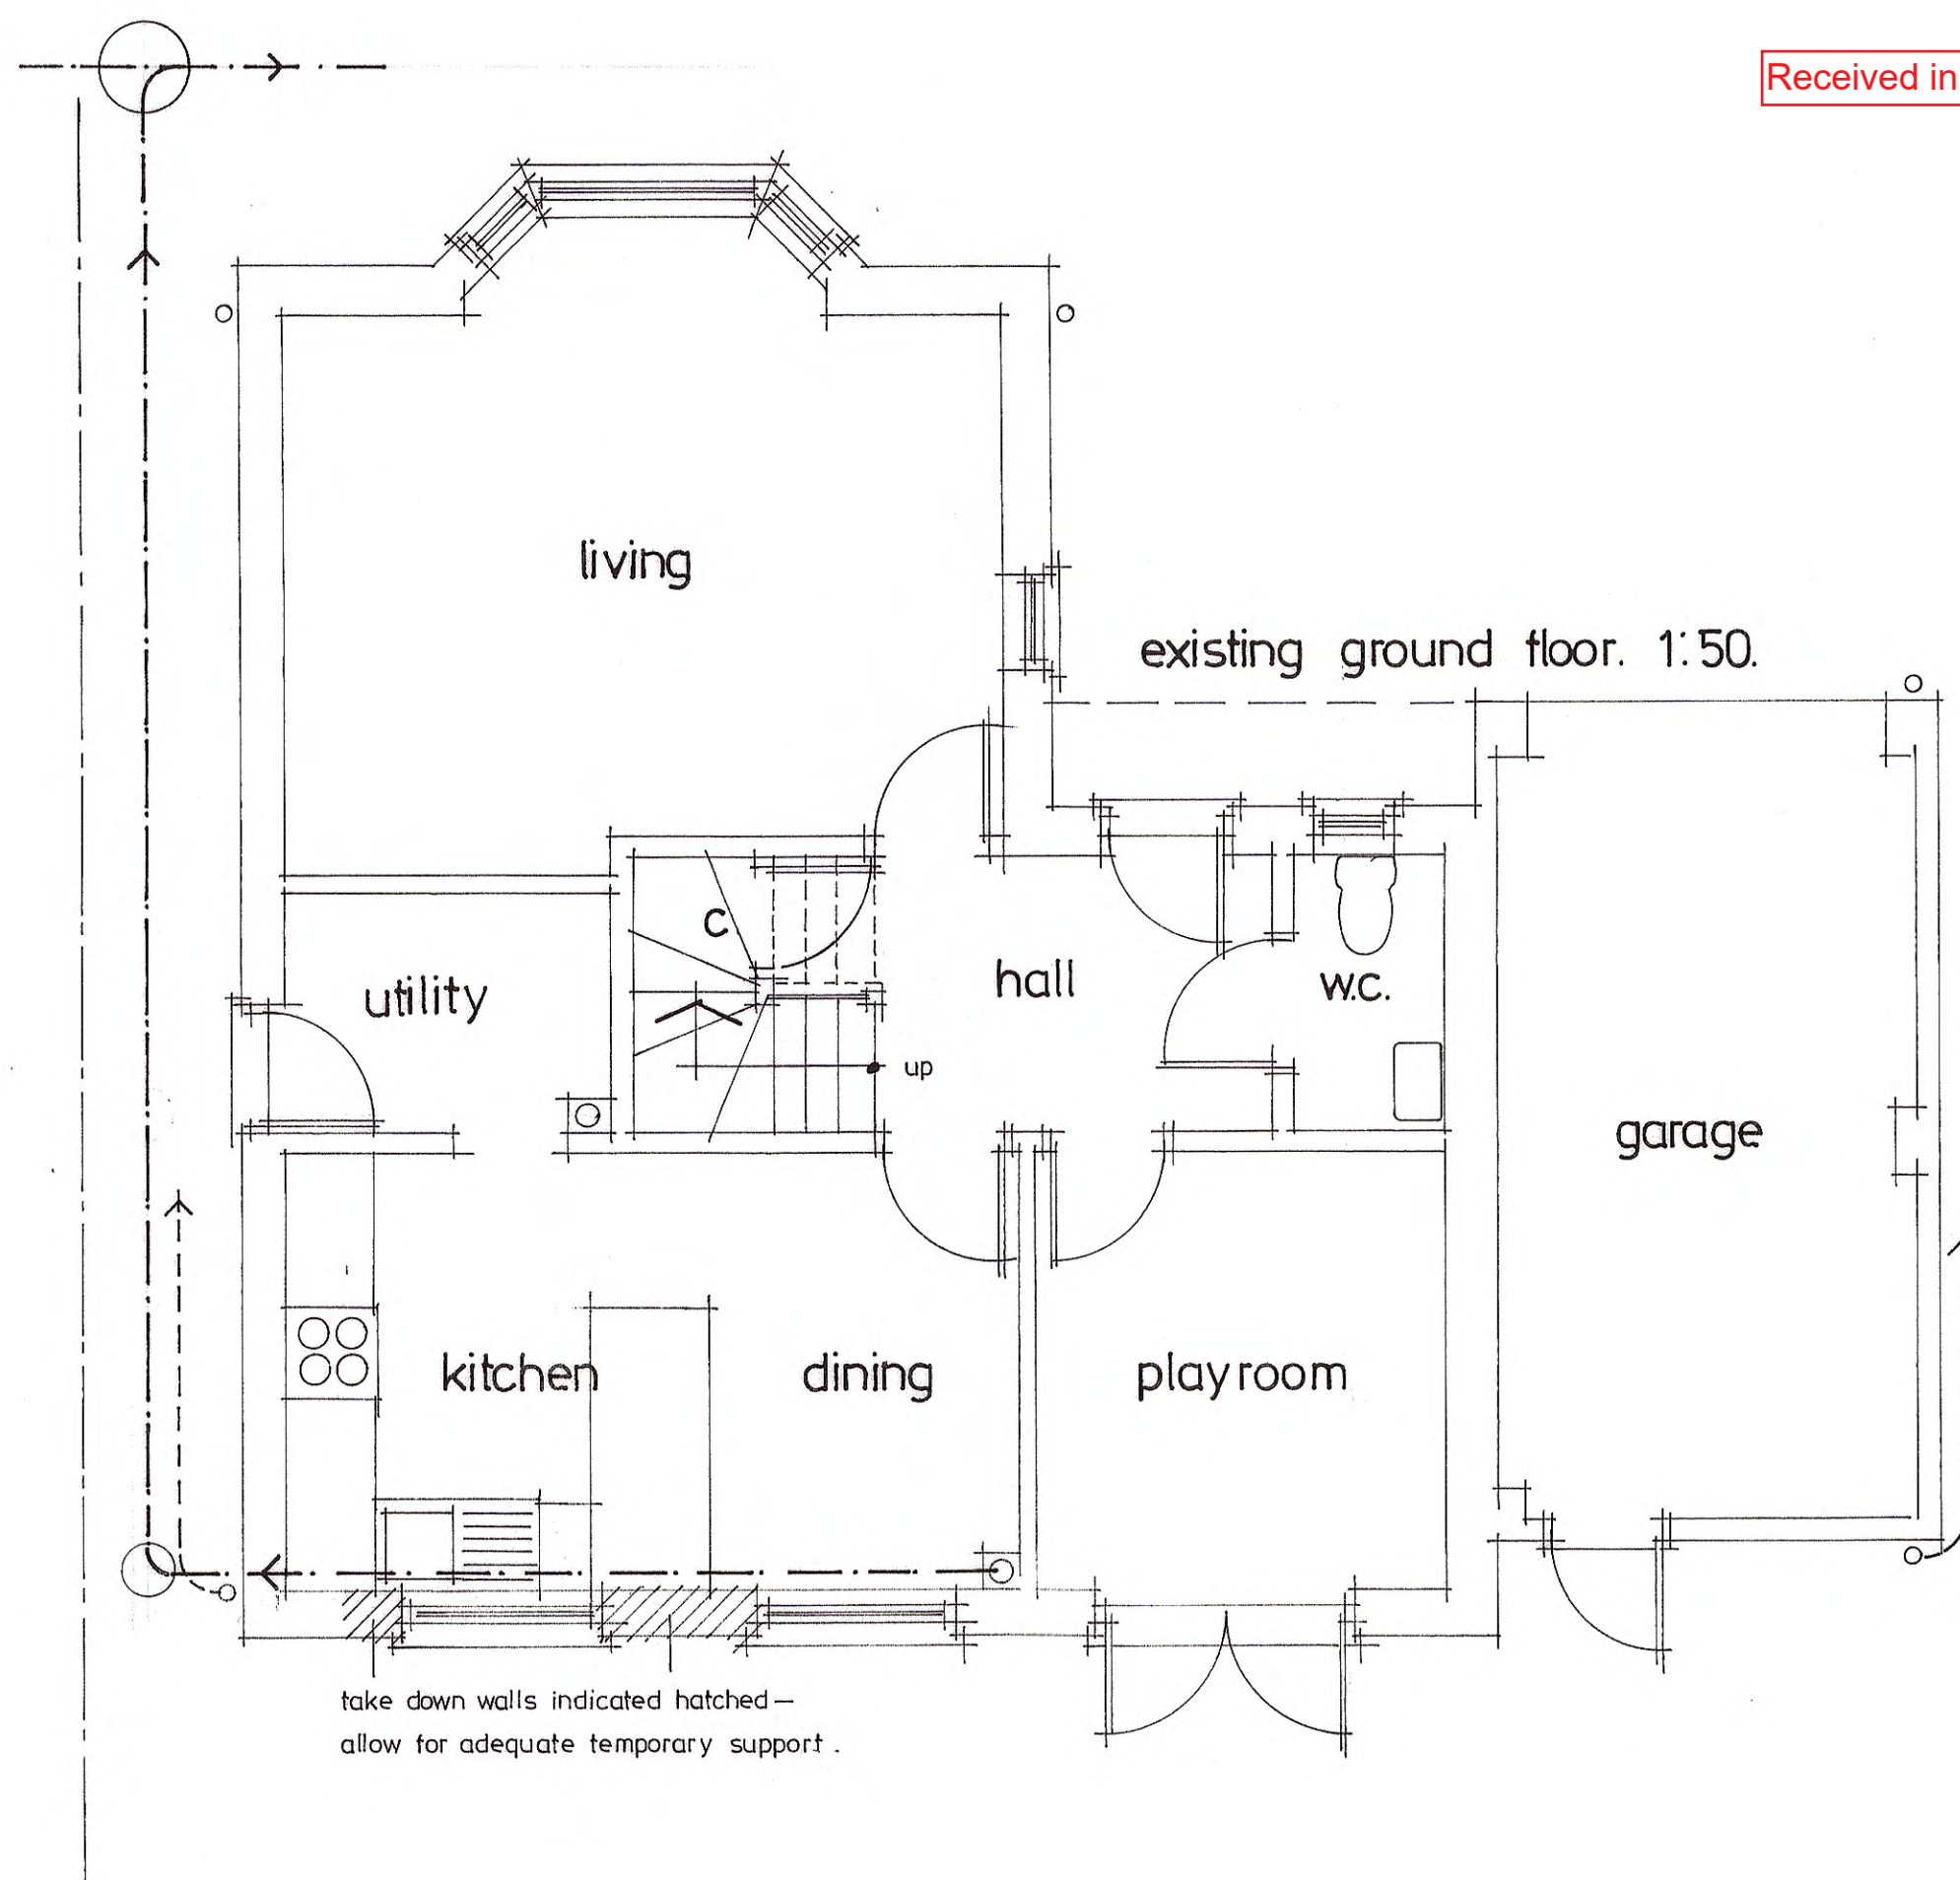 Received in
living
existing ground floor. 1:50.
C
utility
hall
w.c.
up
garage
kitchen
dining
playroom
take down walls indicated hatched—
allow for adequate temporary support.